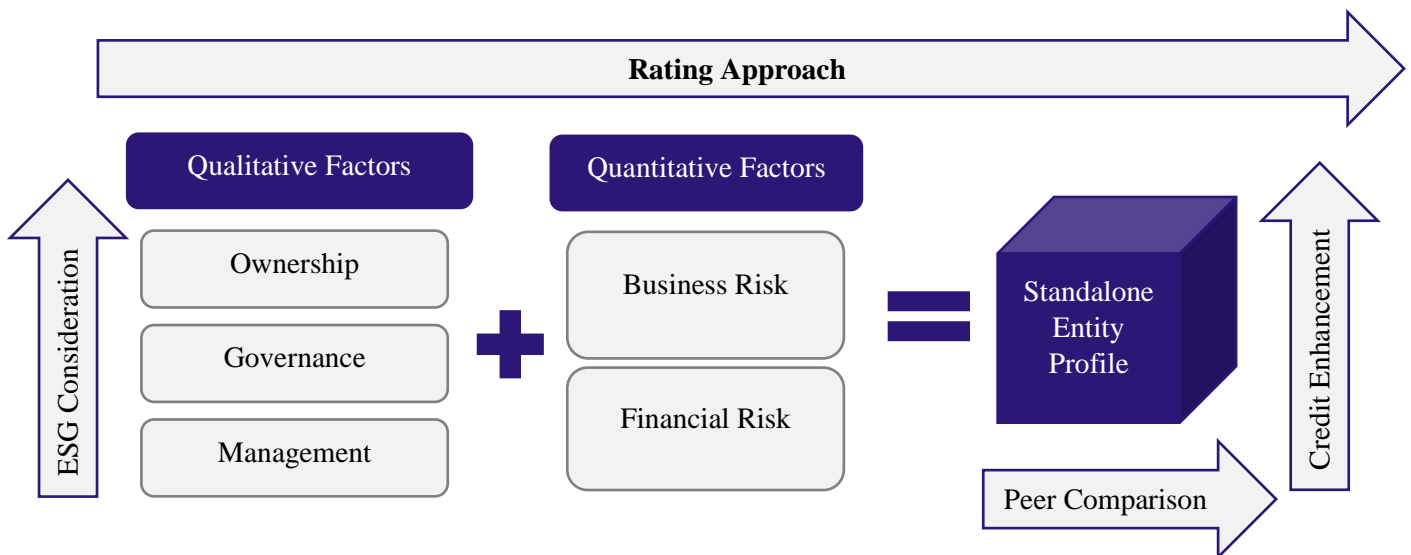 Rating Approach
Qualitative Factors
Quantitative Factors
ESG Consideration
Ownership
Governance
Management
Business Risk
Financial Risk
Standalone
Entity
Profile
Peer Comparison
Credit Enhancement